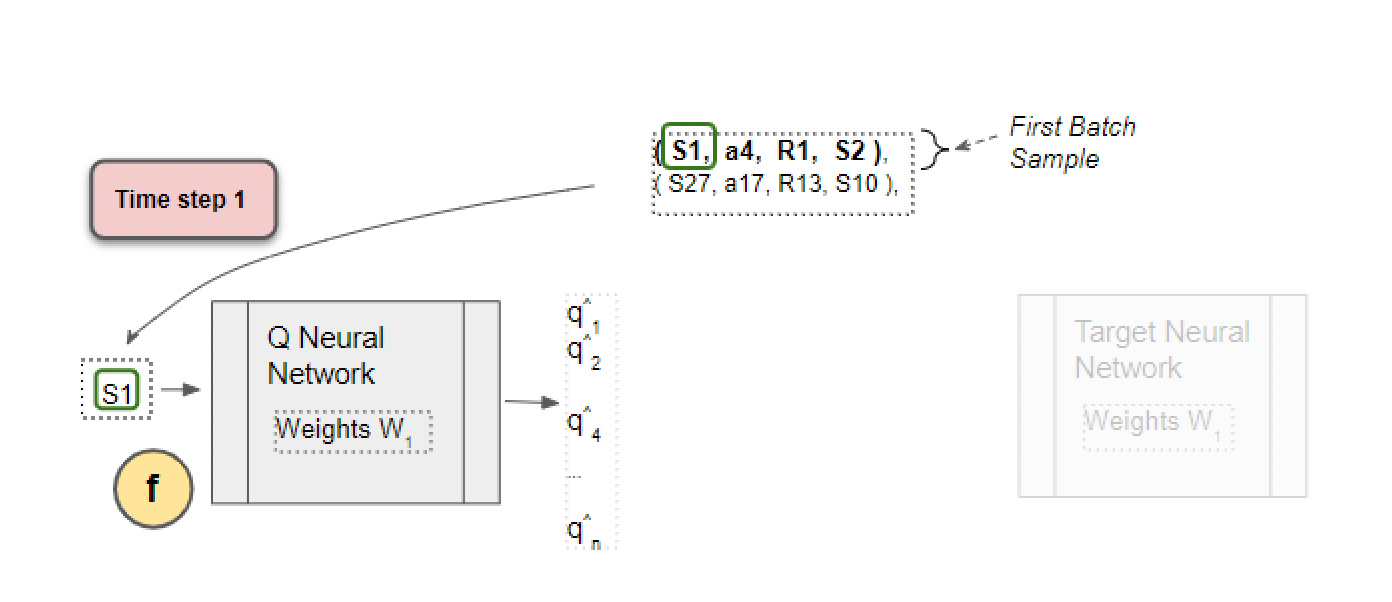 First Batch
Sample
( S1, a4, R1, S2 ),
( S27, a17, R13, S10 ),
Time step 1
S1
f
Q Neural
Network
Weights W1
q^1
q^2
q^4
...
q^n
Target Neural
Network
Weights W1